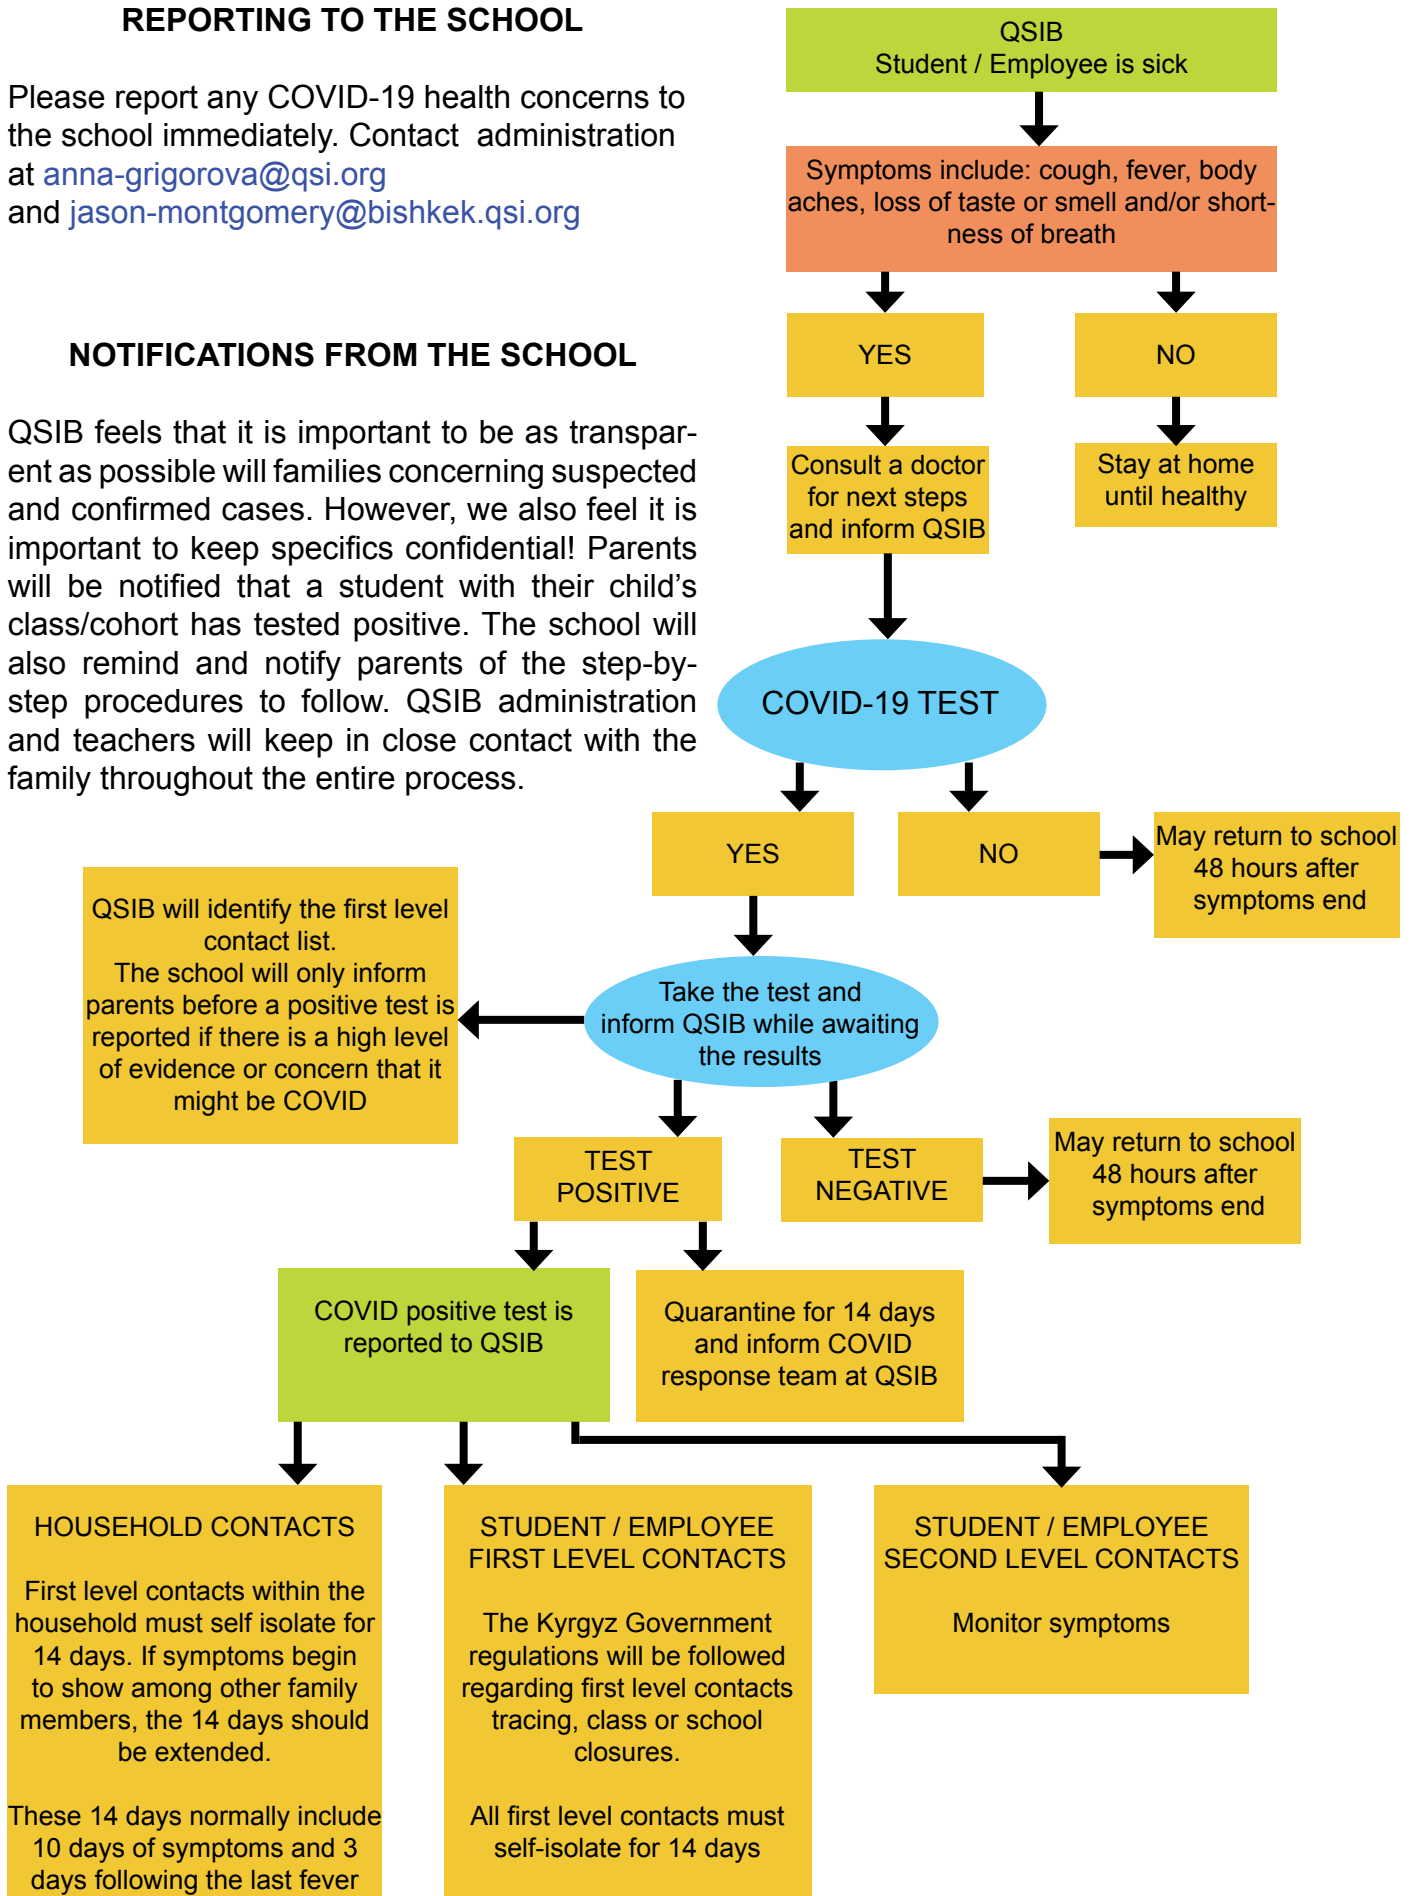 REPORTING TO THE SCHOOL
Please report any COVID-19 health concerns to
the school immediately. Contact administration
at anna-grigorova@qsi.org
and jason-montgomery@bishkek.qsi.org
NOTIFICATIONS FROM THE SCHOOL
QSIB feels that it is important to be as transpar-
ent as possible will families concerning suspected
and confirmed cases. However, we also feel it is
important to keep specifics confidential! Parents
will be notified that a student with their child's
class/cohort has tested positive. The school will
also remind and notify parents of the step-by-
step procedures to follow. QSIB administration
and teachers will keep in close contact with the
family throughout the entire process.
QSIB
Student / Employee is sick
Symptoms include: cough, fever, body
aches, loss of taste or smell and/or short-
ness of breath
YES
NO
Consult a doctor
for next steps
and inform QSIB
Stay at home
until healthy
COVID-19 TEST
YES
NO
May return to school
48 hours after
symptoms end
Take the test and
inform QSIB while awaiting
the results
QSIB will identify the first level
contact list.
The school will only inform
parents before a positive test is
reported if there is a high level
of evidence or concern that it
might be COVID
TEST
POSITIVE
TEST
NEGATIVE
May return to school
48 hours after
symptoms end
COVID positive test is
reported to QSIB
Quarantine for 14 days
and inform COVID
response team at QSIB
HOUSEHOLD CONTACTS
First level contacts within the
household must self isolate for
14 days. If symptoms begin
to show among other family
members, the 14 days should
be extended.
These 14 days normally include
10 days of symptoms and 3
days following the last fever
STUDENT / EMPLOYEE
FIRST LEVEL CONTACTS
The Kyrgyz Government
regulations will be followed
regarding first level contacts
tracing, class or school
closures.
All first level contacts must
self-isolate for 14 days
STUDENT / EMPLOYEE
SECOND LEVEL CONTACTS
Monitor symptoms